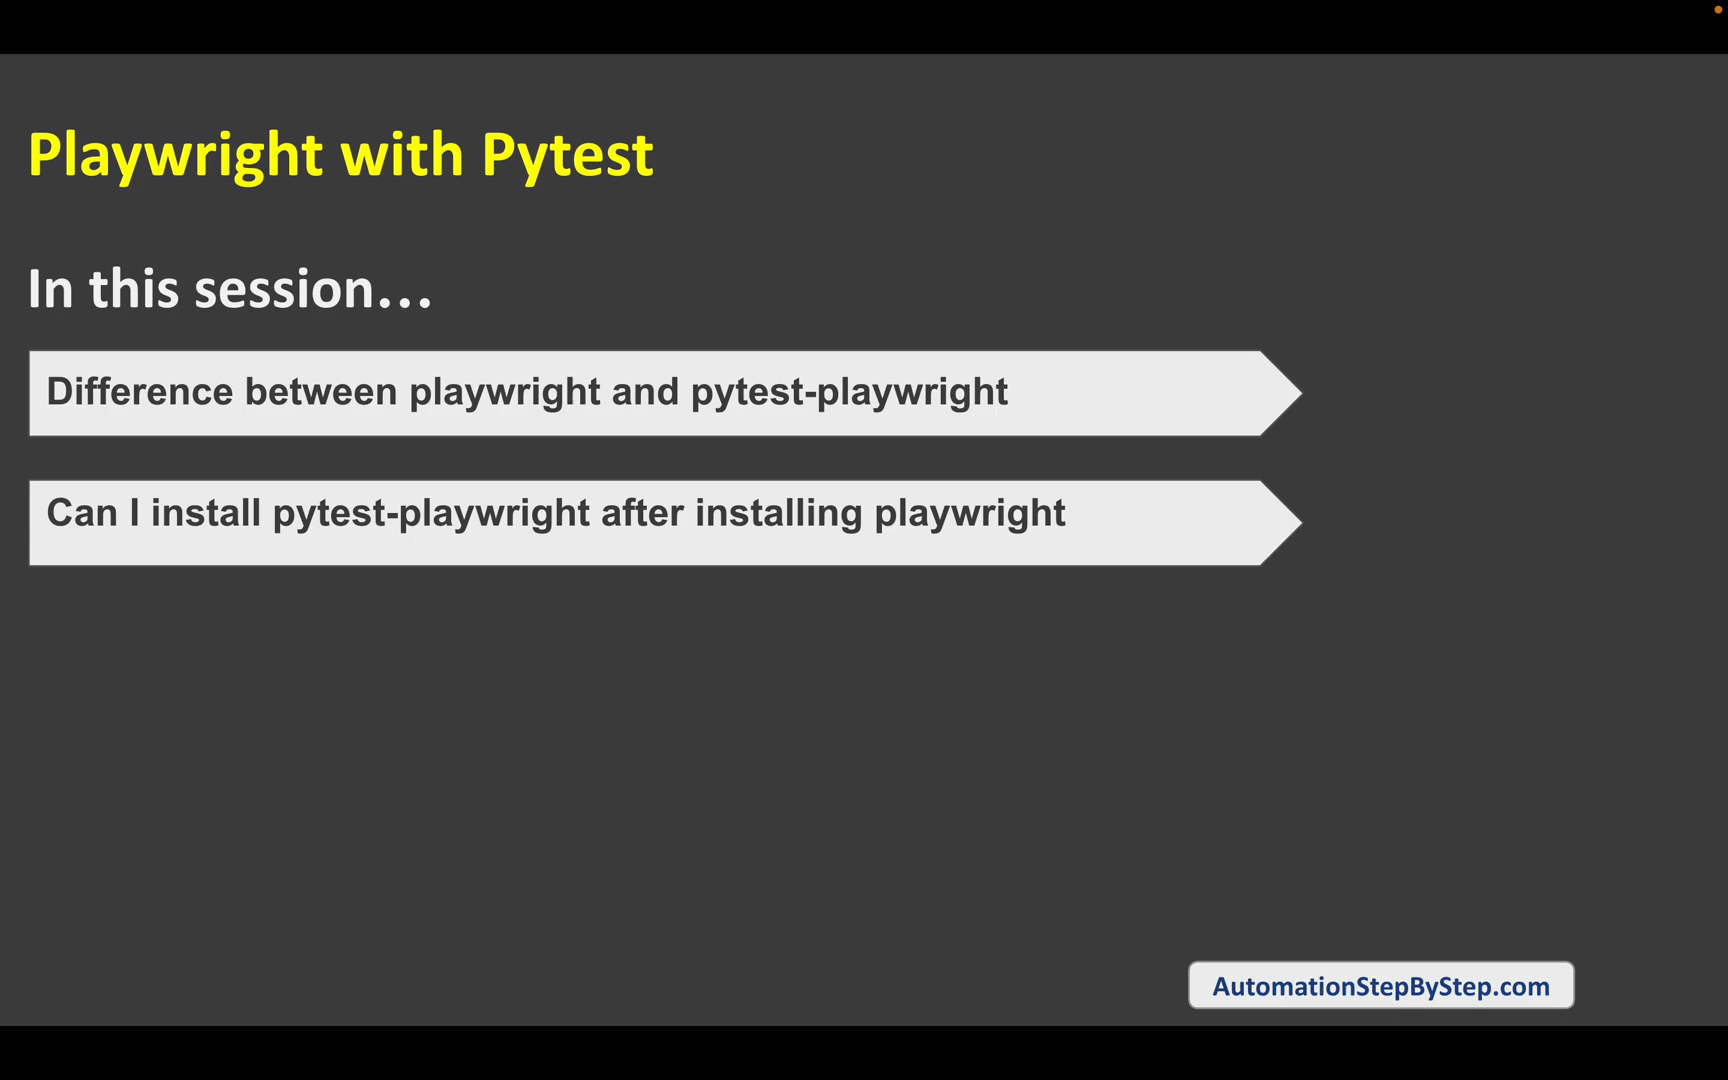 Playwright with Pytest
In this session…
Difference between playwright and pytest-playwright
Can I install pytest-playwright after installing playwright
AutomationStepByStep.com